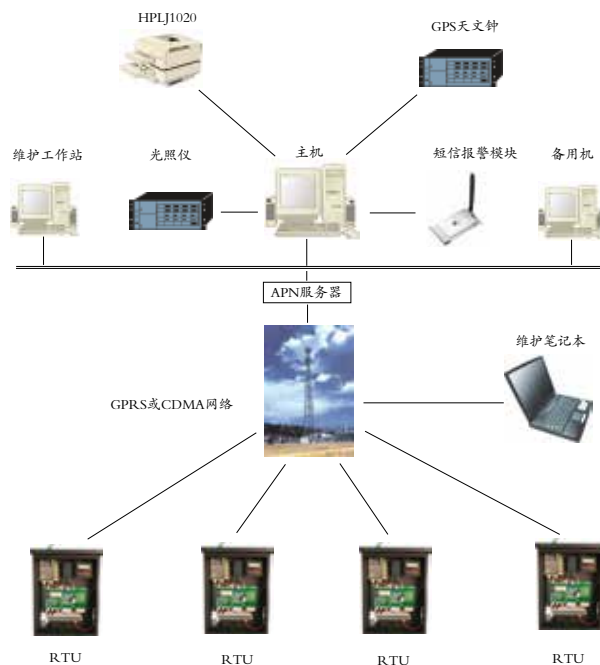 HPLJ1020
GPS天文钟
维护工作站
光照仪
主机
短信报警模块
备用机
APN服务器
维护笔记本
GPRS或CDMA网络
RTU
RTU
RTU
RTU